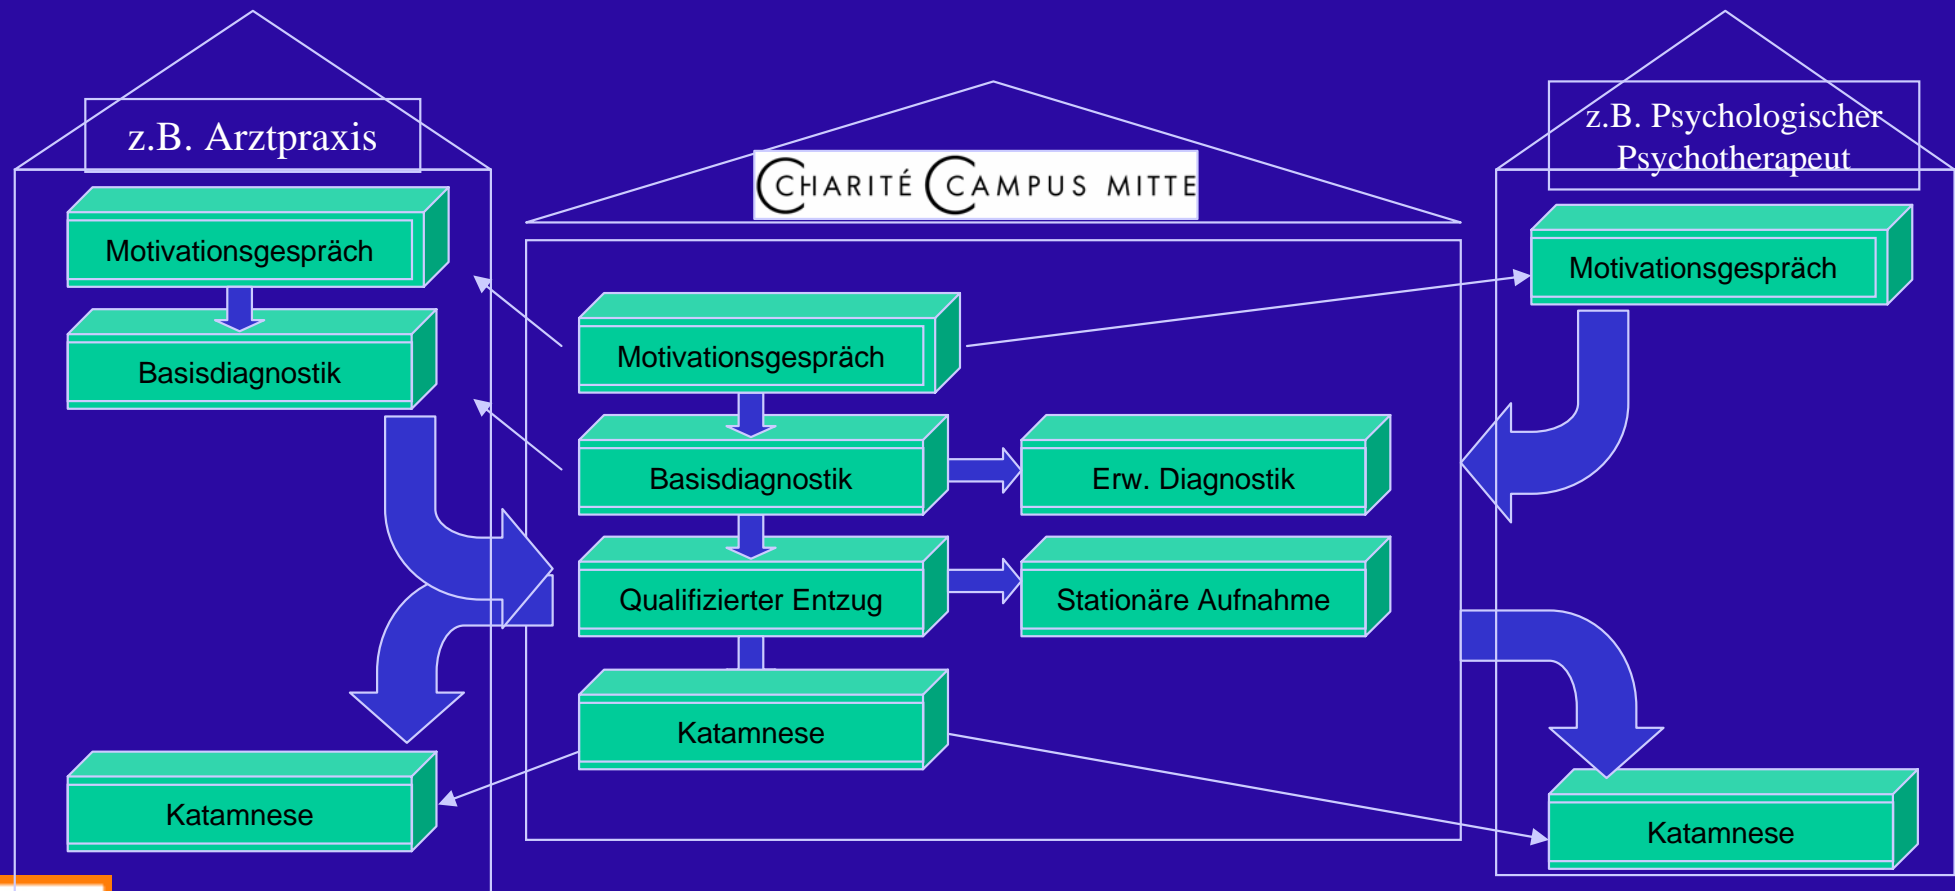 z.B. Arztpraxis
Motivationsgespräch
Basisdiagnostik
Katamnese
CHARITÉ CAMPUS MITTE
Motivationsgespräch
Basisdiagnostik
Erw. Diagnostik
Qualifizierter Entzug
Stationäre Aufnahme
Katamnese
z.B. Psychologischer
Psychotherapeut
Motivationsgespräch
Katamnese